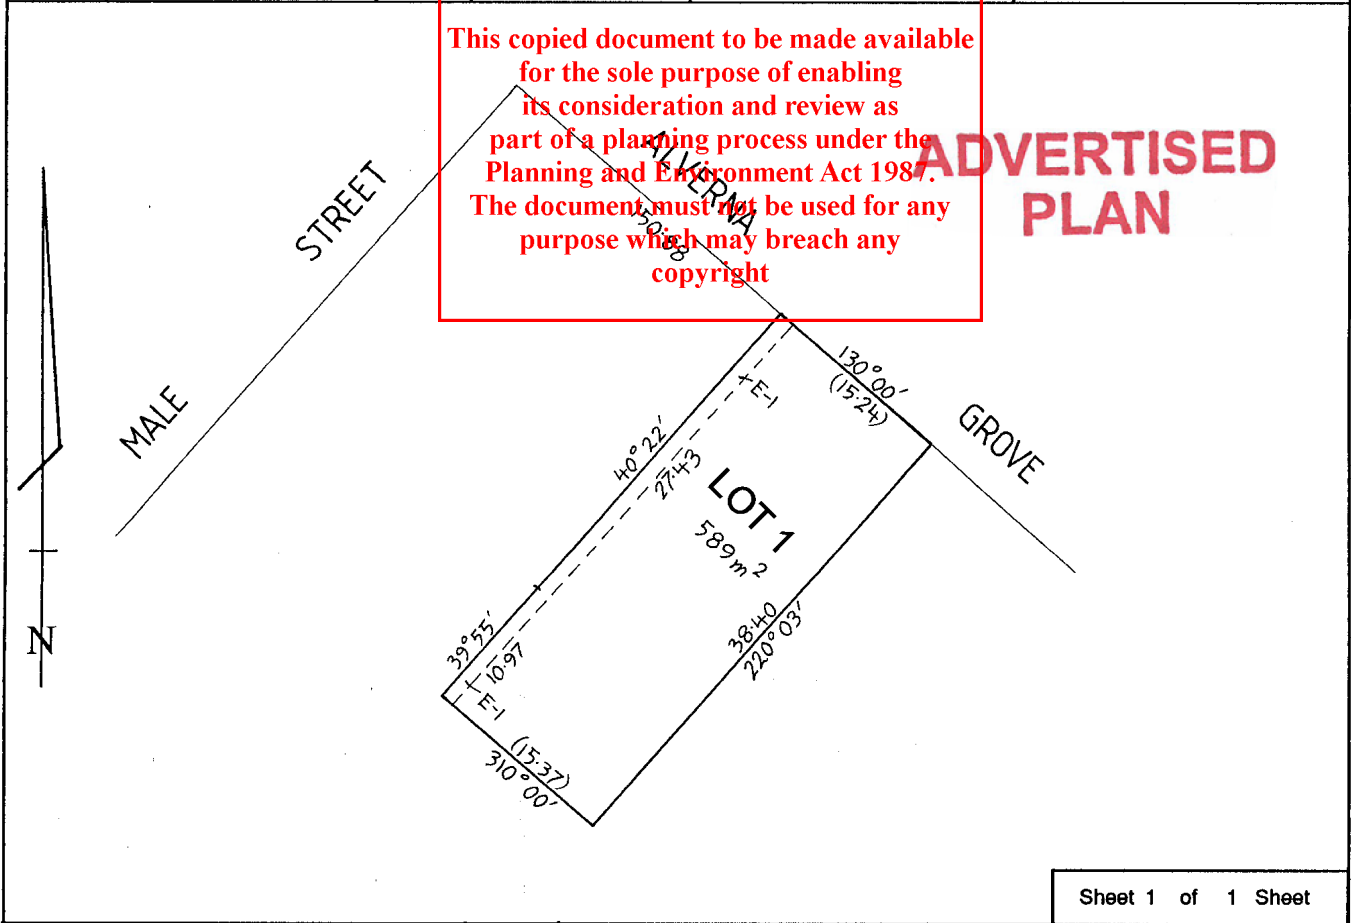 This copied document to be made available
for the sole purpose of enabling
its consideration and review as
part of a planning process under the
Planning and Environment Act 1987.
The document must not be used for any
purpose which may breach any
copyright
ADVERTISED
PLAN
STREET
MALE
ALVERNA
150·88
GROVE
130°00'
(15·24)
E-1
40°22'
27·43
LOT 1
589m²
39°55'
10·97
E-1
38·40
220°03'
(15·37)
310°00'
N
Sheet 1 of 1 Sheet